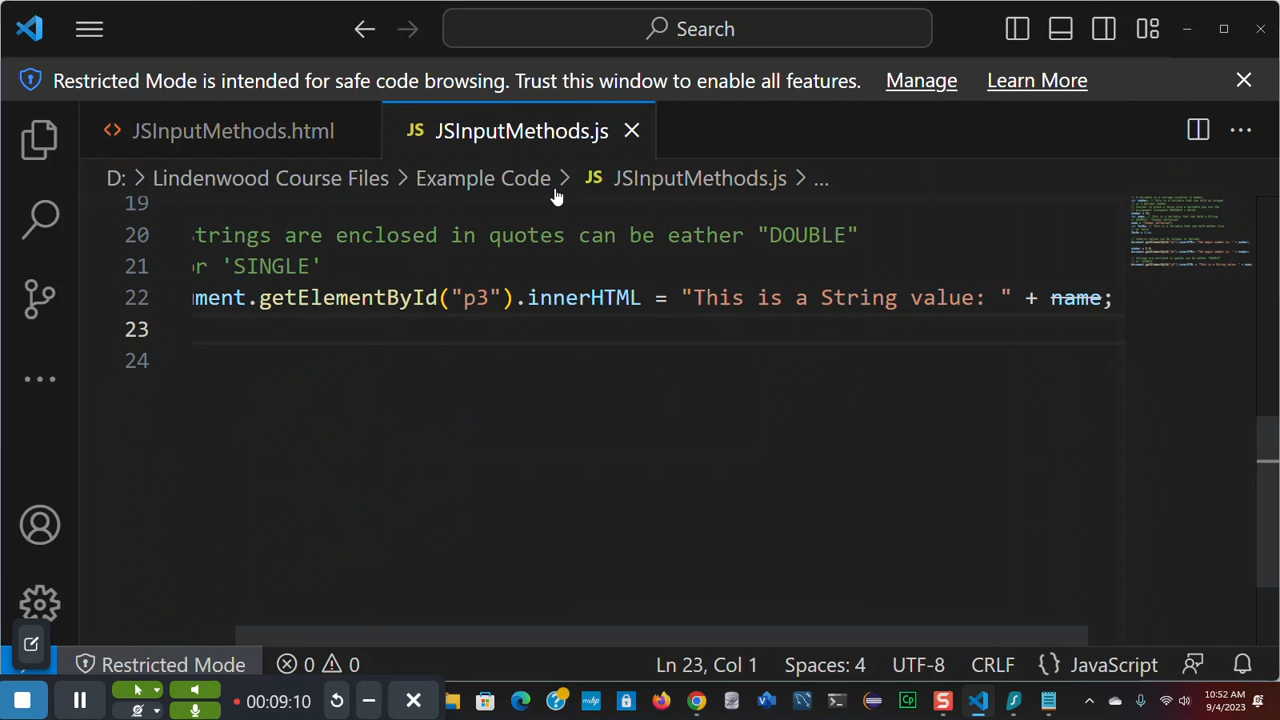 Search
Restricted Mode is intended for safe code browsing. Trust this window to enable all features. Manage Learn More
JSInputMethods.html JS JSInputMethods.js
D: > Lindenwood Course Files > Example Code > JS JSInputMethods.js > ...
19
20 trings are enclosed in quotes can be eather "DOUBLE"
21 r 'SINGLE'
22 ment.getElementById("p3").innerHTML = "This is a String value: " + name;
23
24
Restricted Mode 0 0 Ln 23, Col 1 Spaces: 4 UTF-8 CRLF {} JavaScript
00:09:10
10:52 AM
9/4/2023